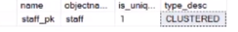 name objectna... is_uniq... type_desc
staff_pk staff 1 CLUSTERED